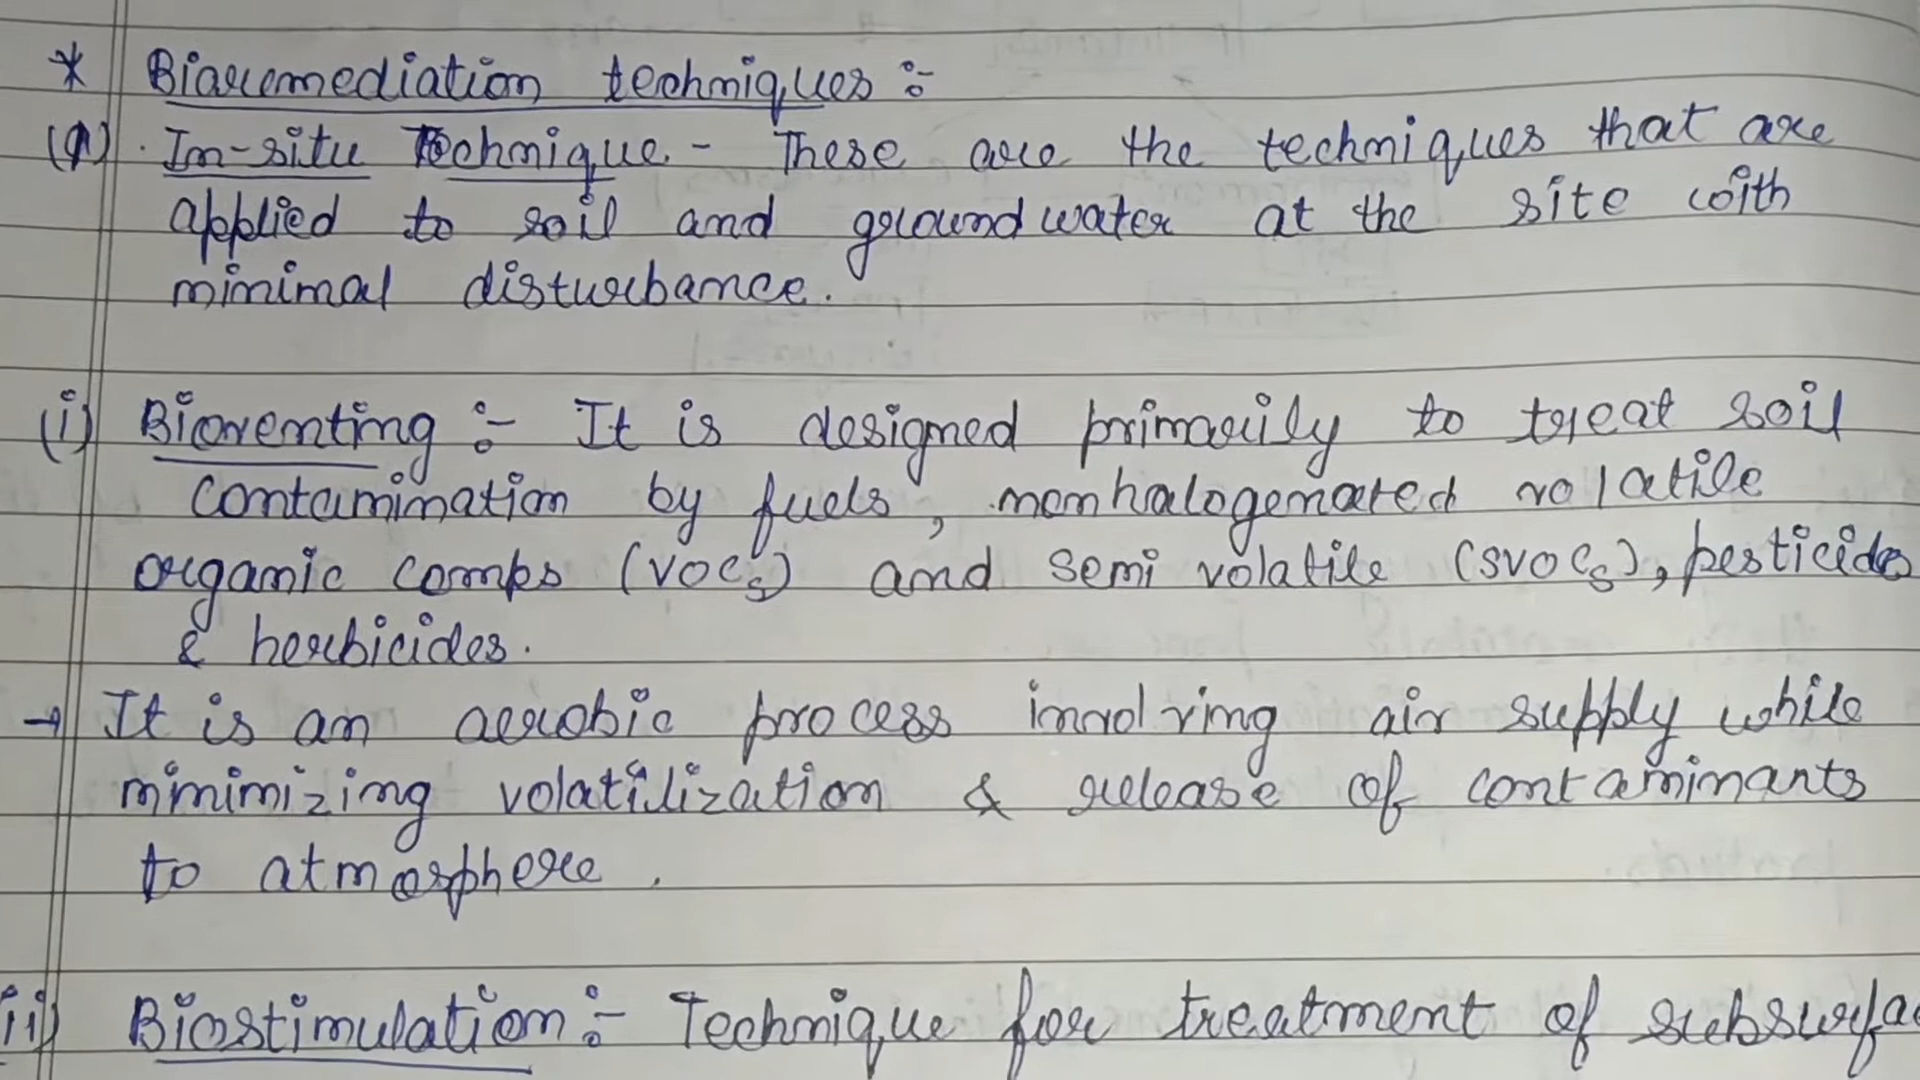 * Bioremediation techniques :-
(A). In-situ Technique - These are the techniques that are
applied to soil and groundwater at the site with
minimal disturbance.
(i) Bioventing :- It is designed primarily to treat soil
contamination by fuels, nonhalogenated volatile
organic comps (VOCs) and semi volatile (SVOCs), pesticides
& herbicides.
→ It is an aerobic process involving air supply while
minimizing volatilization & release of contaminants
to atmosphere.
ii) Biostimulation :- Technique for treatment of subsurfa